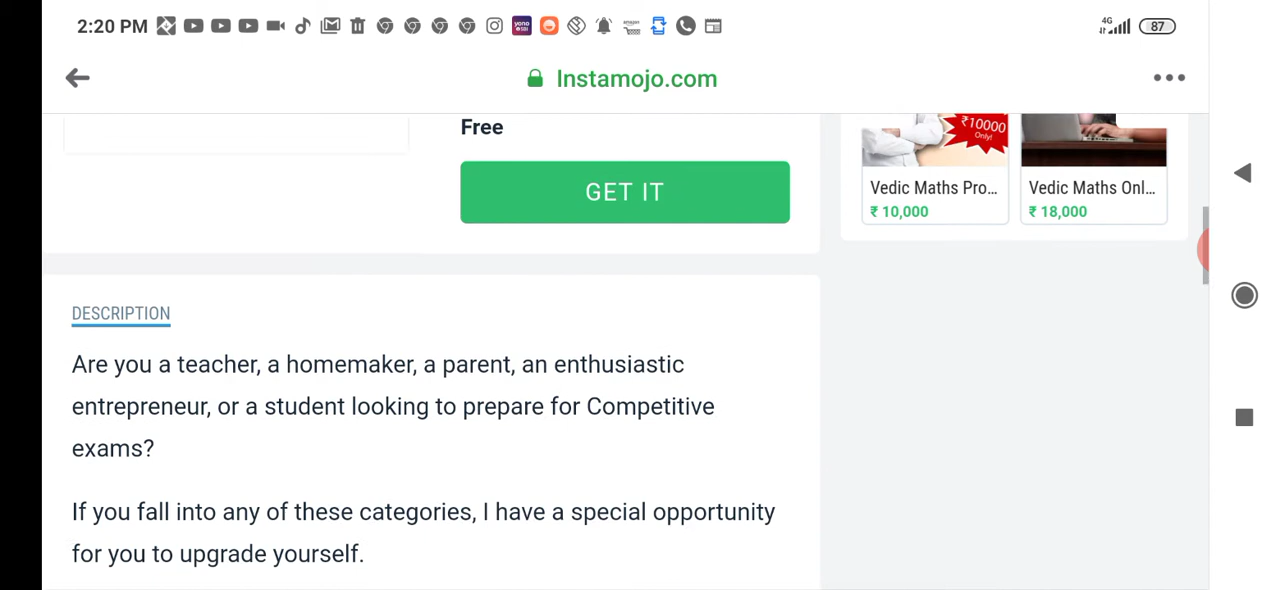 2:20 PM
4G
87
Instamojo.com
Free
GET IT
₹10000
Only!
Vedic Maths Pro...
₹ 10,000
Vedic Maths Onl...
₹ 18,000
DESCRIPTION
Are you a teacher, a homemaker, a parent, an enthusiastic
entrepreneur, or a student looking to prepare for Competitive
exams?
If you fall into any of these categories, I have a special opportunity
for you to upgrade yourself.